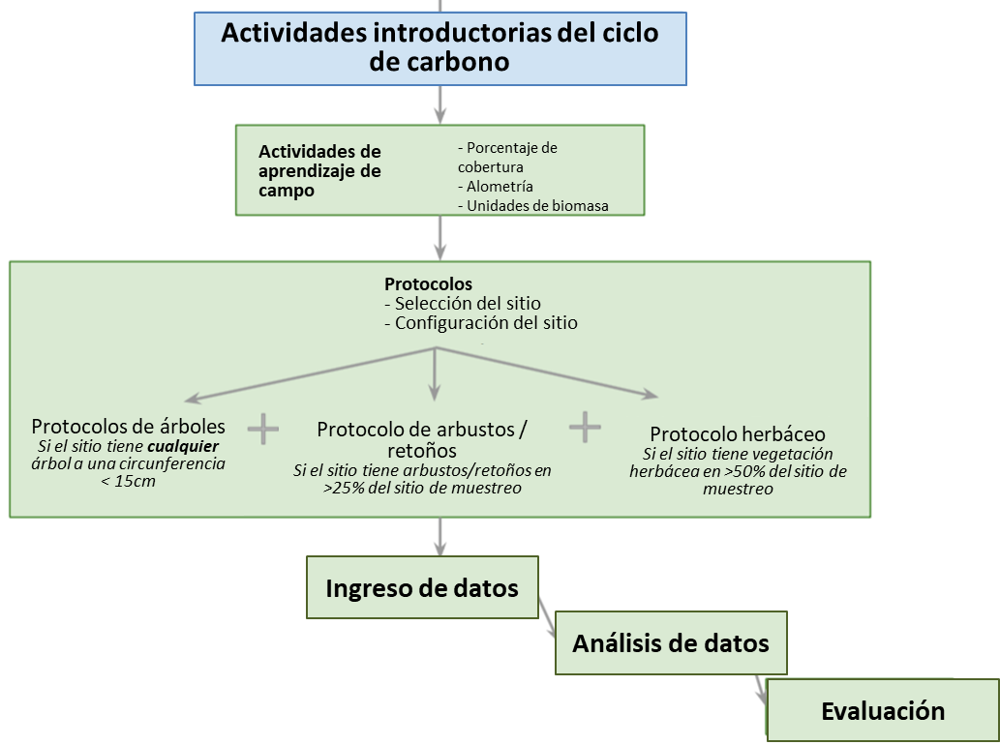 Actividades introductorias del ciclo
de carbono
Actividades de
aprendizaje de
campo
- Porcentaje de
cobertura
- Alometría
- Unidades de biomasa
Protocolos
- Selección del sitio
- Configuración del sitio
Protocolos de árboles
Si el sitio tiene cualquier
árbol a una circunferencia
< 15cm
+
Protocolo de arbustos /
retoños
Si el sitio tiene arbustos/retoños en
>25% del sitio de muestreo
+
Protocolo herbáceo
Si el sitio tiene vegetación
herbácea en >50% del sitio de
muestreo
Ingreso de datos
Análisis de datos
Evaluación